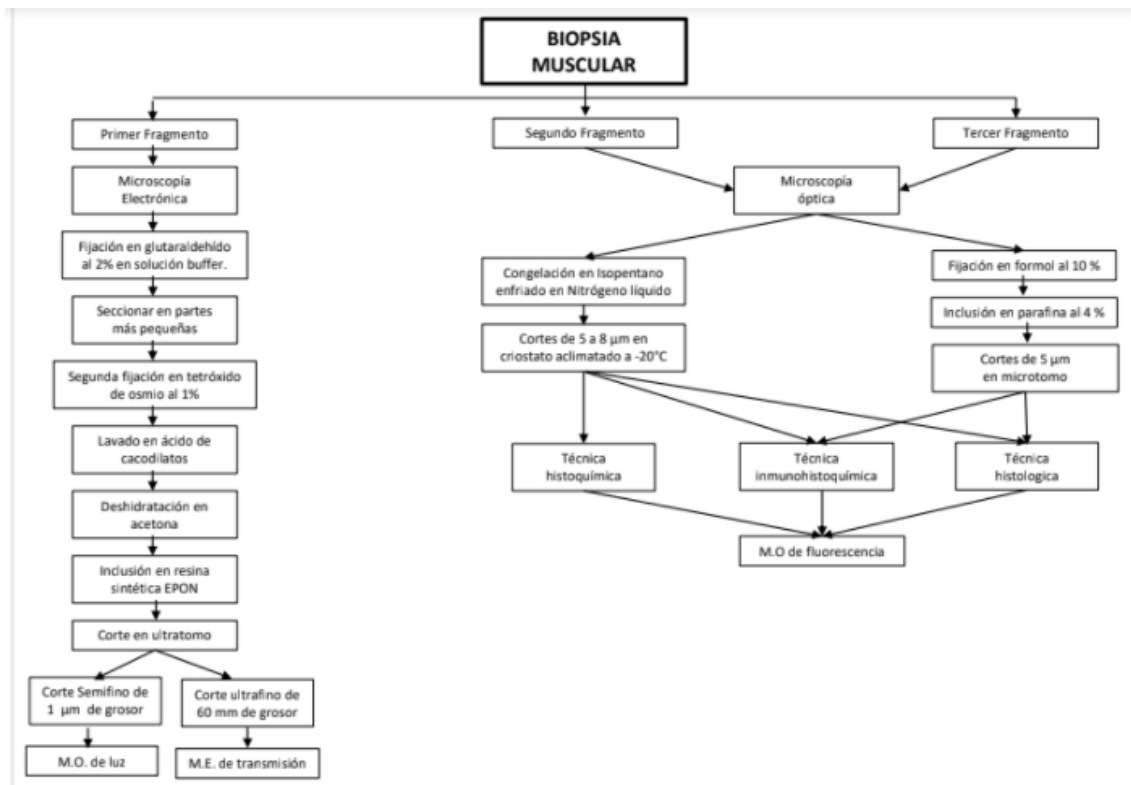 BIOPSIA
MUSCULAR
Primer Fragmento
Segundo Fragmento
Tercer Fragmento
Microscopía
Electrónica
Microscopía
óptica
Fijación en glutaraldehído
al 2% en solución buffer.
Congelación en Isopentano
enfriado en Nitrógeno líquido
Fijación en formol al 10 %
Seccionar en partes
más pequeñas
Inclusión en parafina al 4 %
Cortes de 5 a 8 µm en
criostato aclimatado a -20°C
Cortes de 5 µm
en microtomo
Segunda fijación en tetróxido
de osmio al 1%
Lavado en ácido de
cacodilatos
Técnica
histoquímica
Técnica
inmunohistoquímica
Técnica
histologica
Deshidratación en
acetona
M.O de fluorescencia
Inclusión en resina
sintética EPON
Corte en ultratomo
Corte Semifino de
1 µm de grosor
Corte ultrafino de
60 mm de grosor
M.O. de luz
M.E. de transmisión